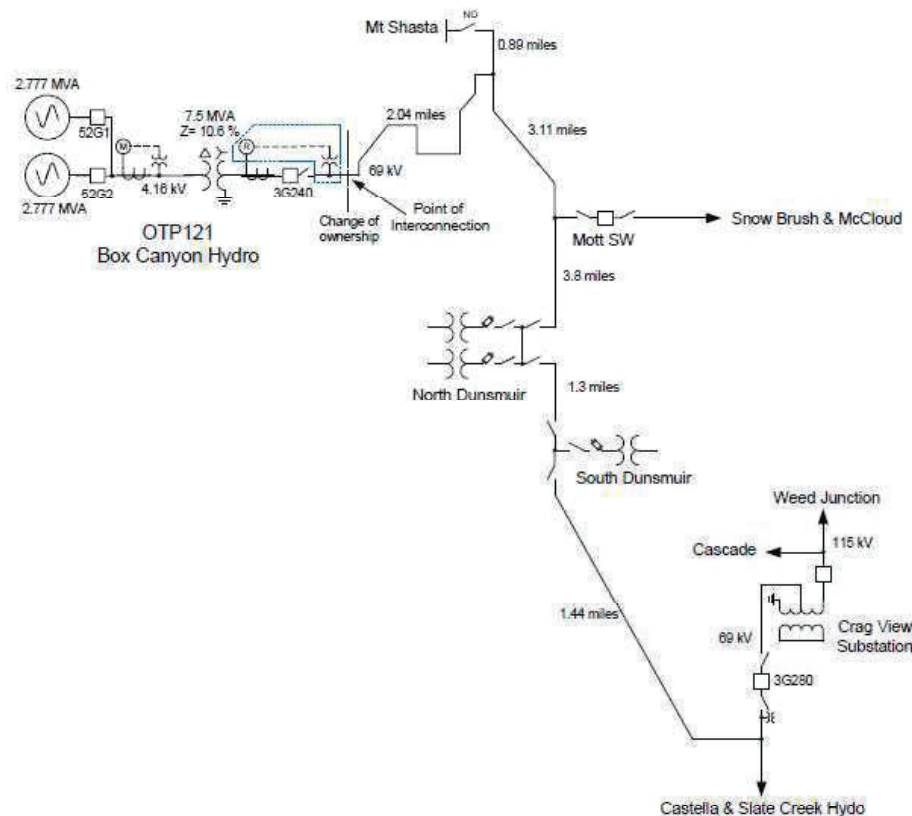 NO
Mt Shasta
0.89 miles
2.777 MVA
52G1
7.5 MVA
Z= 10.6 %
2.04 miles
3.11 miles
M
R
52G2
4.16 kV
3G240
69 kV
2.777 MVA
Change of
ownership
Point of
Interconnection
OTP121
Box Canyon Hydro
Mott SW
Snow Brush & McCloud
3.8 miles
North Dunsmuir
1.3 miles
South Dunsmuir
Weed Junction
Cascade
115 kV
1.44 miles
69 kV
Crag View
Substation
3G280
Castella & Slate Creek Hydo